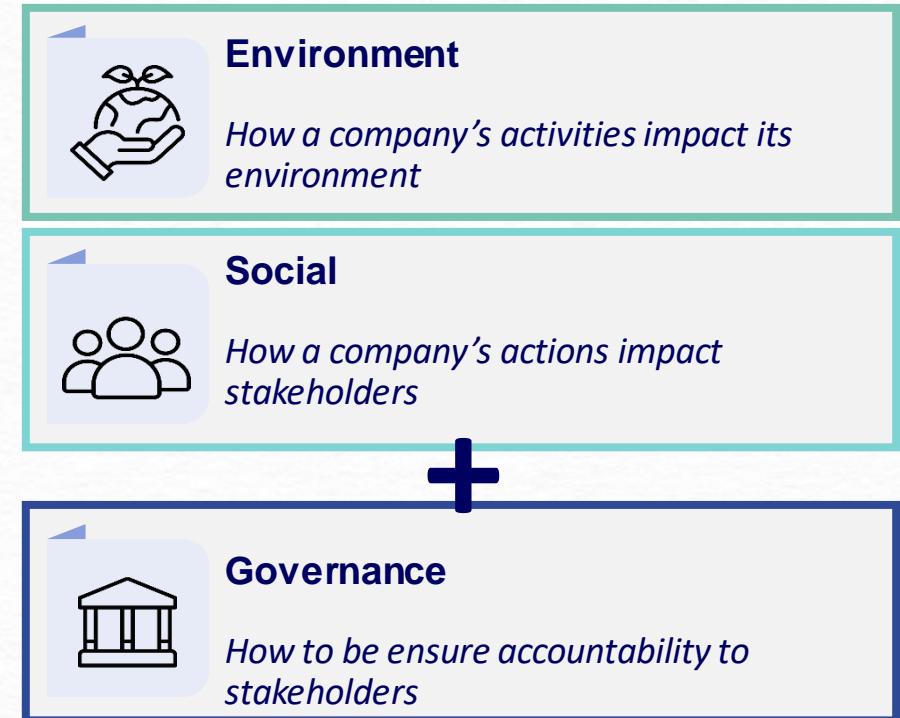 Environment
How a company’s activities impact its
environment
Social
How a company’s actions impact
stakeholders
+
Governance
How to be ensure accountability to
stakeholders